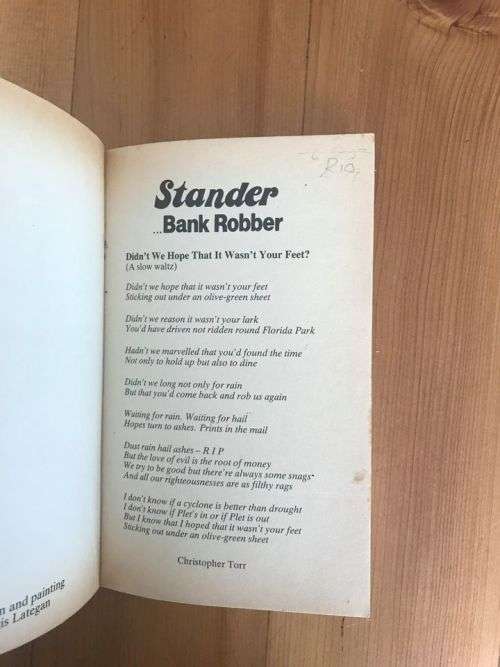 R10,
Stander
...Bank Robber
Didn't We Hope That It Wasn't Your Feet?
(A slow waltz)
Didn't we hope that it wasn't your feet
Sticking out under an olive-green sheet
Didn't we reason it wasn't your lark
You'd have driven not ridden round Florida Park
Hadn't we marvelled that you'd found the time
Not only to hold up but also to dine
Didn't we long not only for rain
But that you'd come back and rob us again
Waiting for rain. Waiting for hail
Hopes turn to ashes. Prints in the mail
Dust rain hail ashes – R I P
But the love of evil is the root of money
We try to be good but there're always some snags
And all our righteousnesses are as filthy rags
I don't know if a cyclone is better than drought
I don't know if Plet's in or if Plet is out
But I know that I hoped that it wasn't your feet
Sticking out under an olive-green sheet
Christopher Torr
n and painting
is Lategan